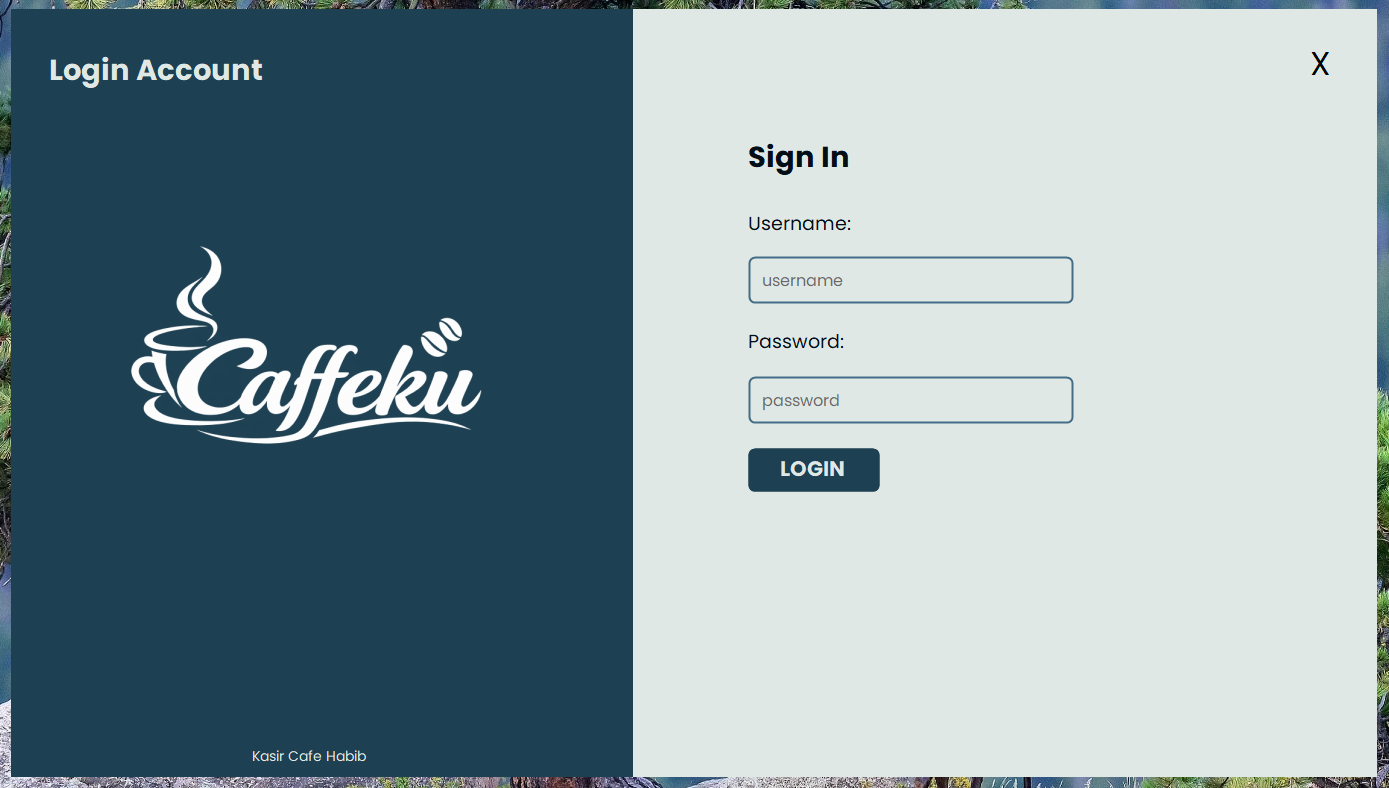 Login Account
Caffeku
Kasir Cafe Habib
X
Sign In
Username:
username
Password:
password
LOGIN